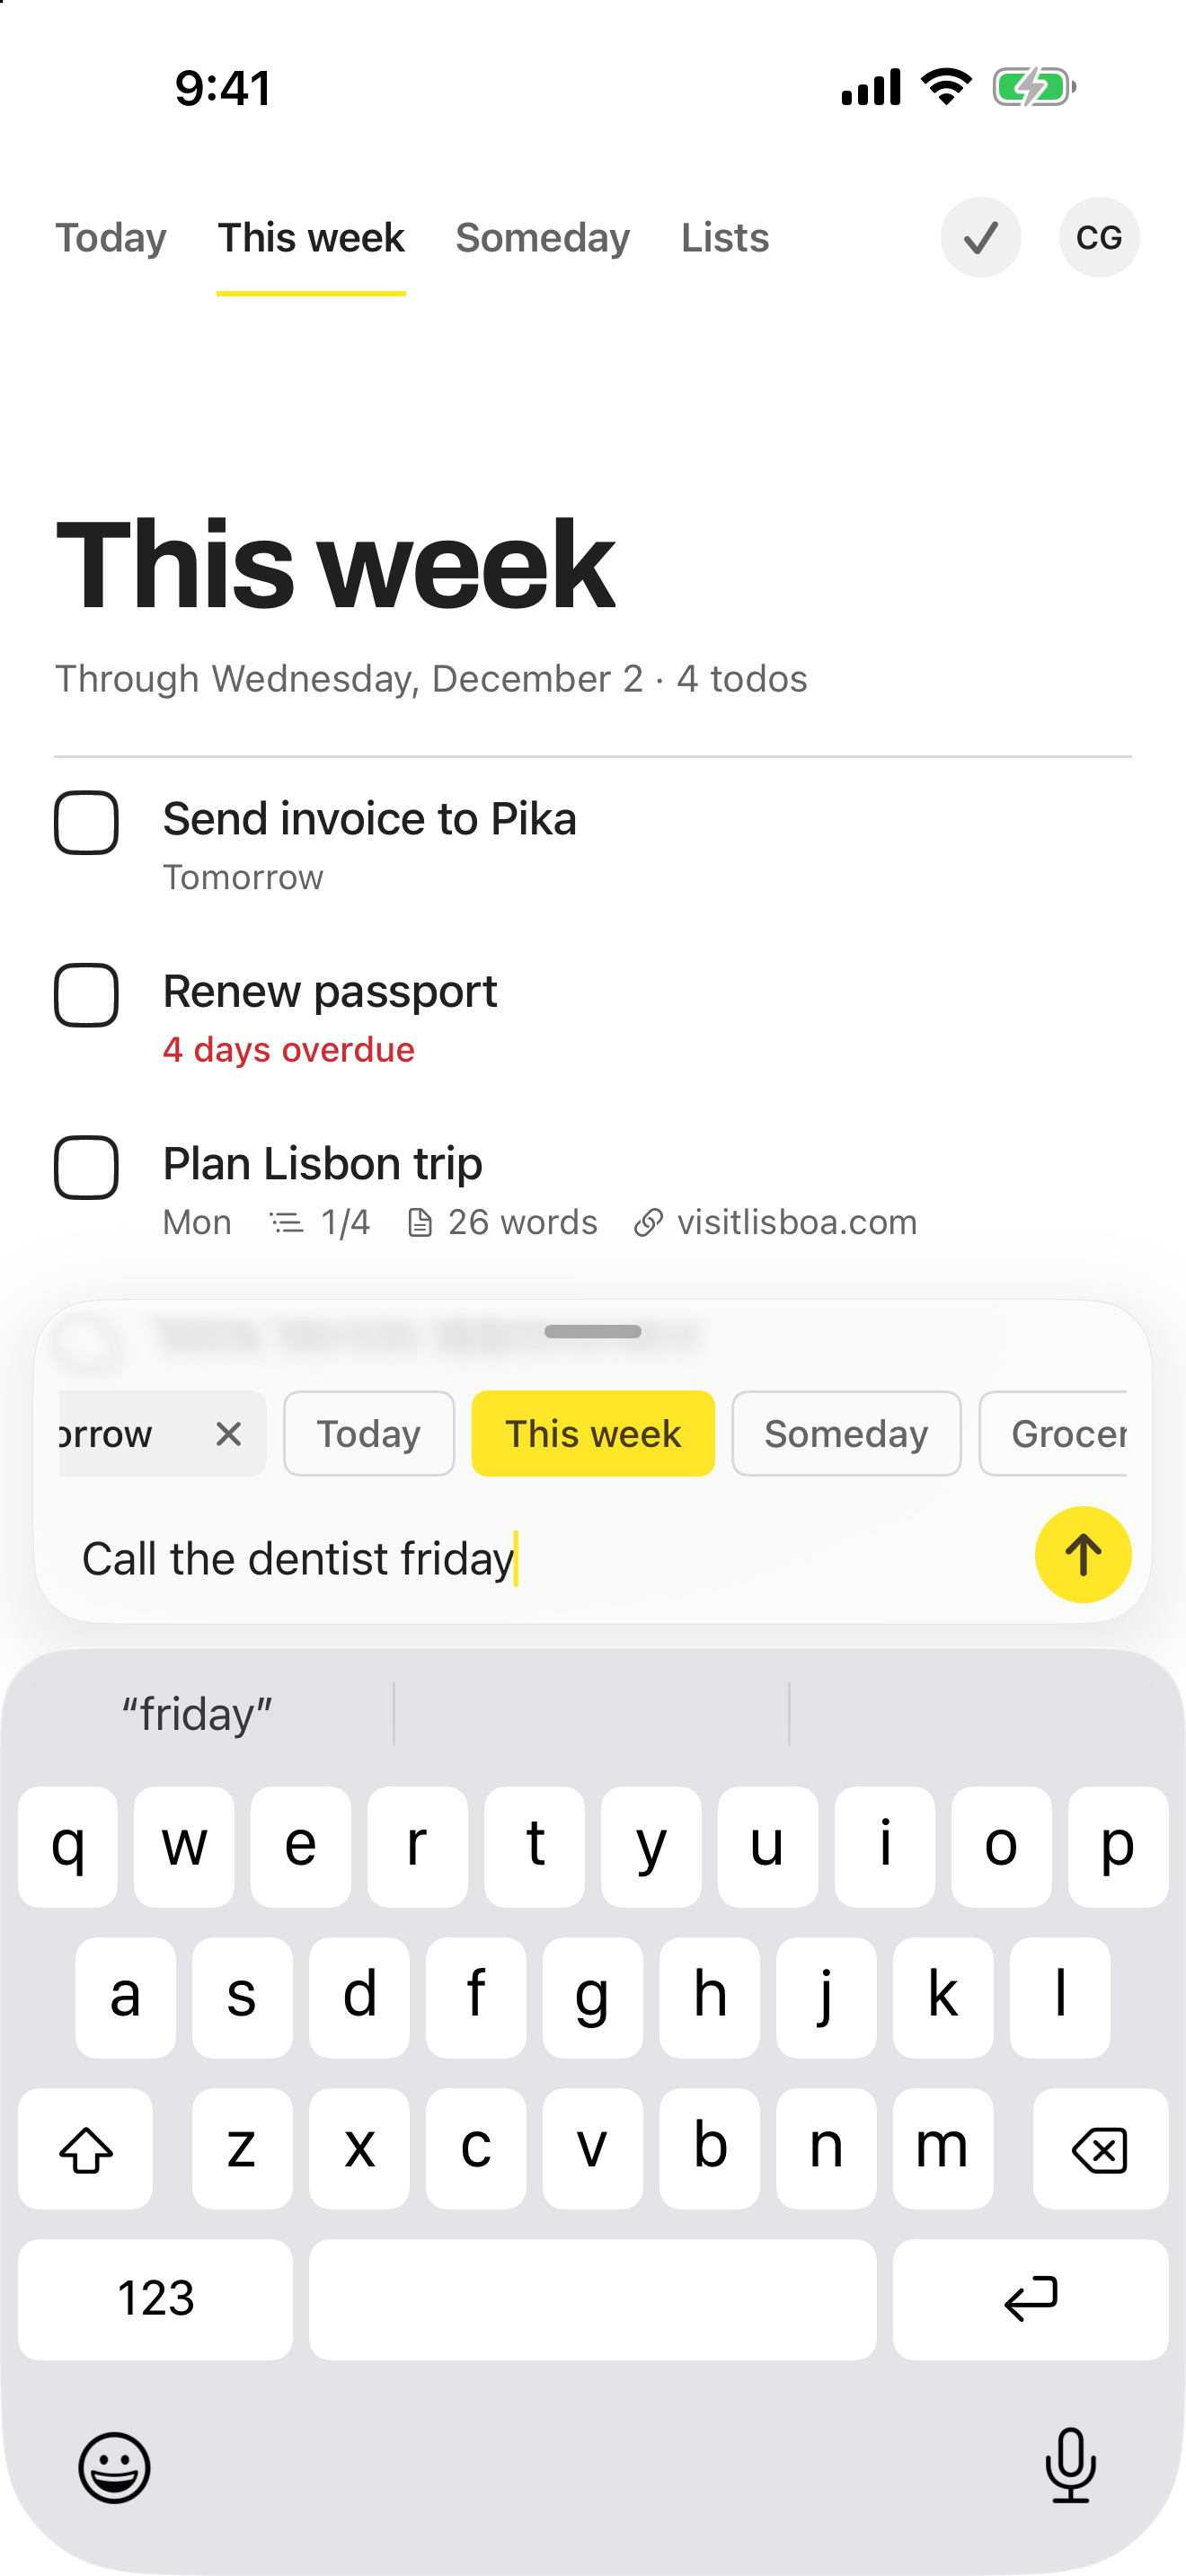 9:41
Today This week Someday Lists CG
This week
Through Wednesday, December 2 · 4 todos
Send invoice to Pika
Tomorrow
Renew passport
4 days overdue
Plan Lisbon trip
Mon 1/4 26 words visitlisboa.com
orrow Today This week Someday Grocer
Call the dentist friday
“friday”
q w e r t y u i o p
a s d f g h j k l
z x c v b n m
123